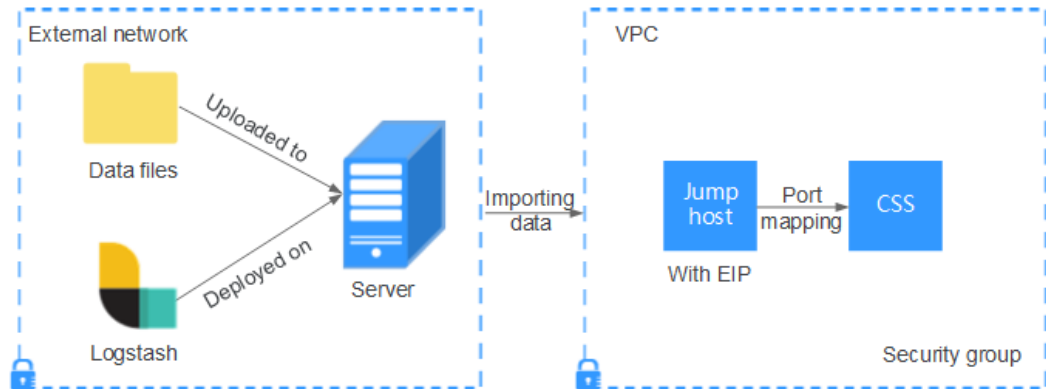 External network
Uploaded to
Data files
Deployed on
Logstash
Server
Importing
data
VPC
Jump
host
With EIP
Port
mapping
CSS
Security group